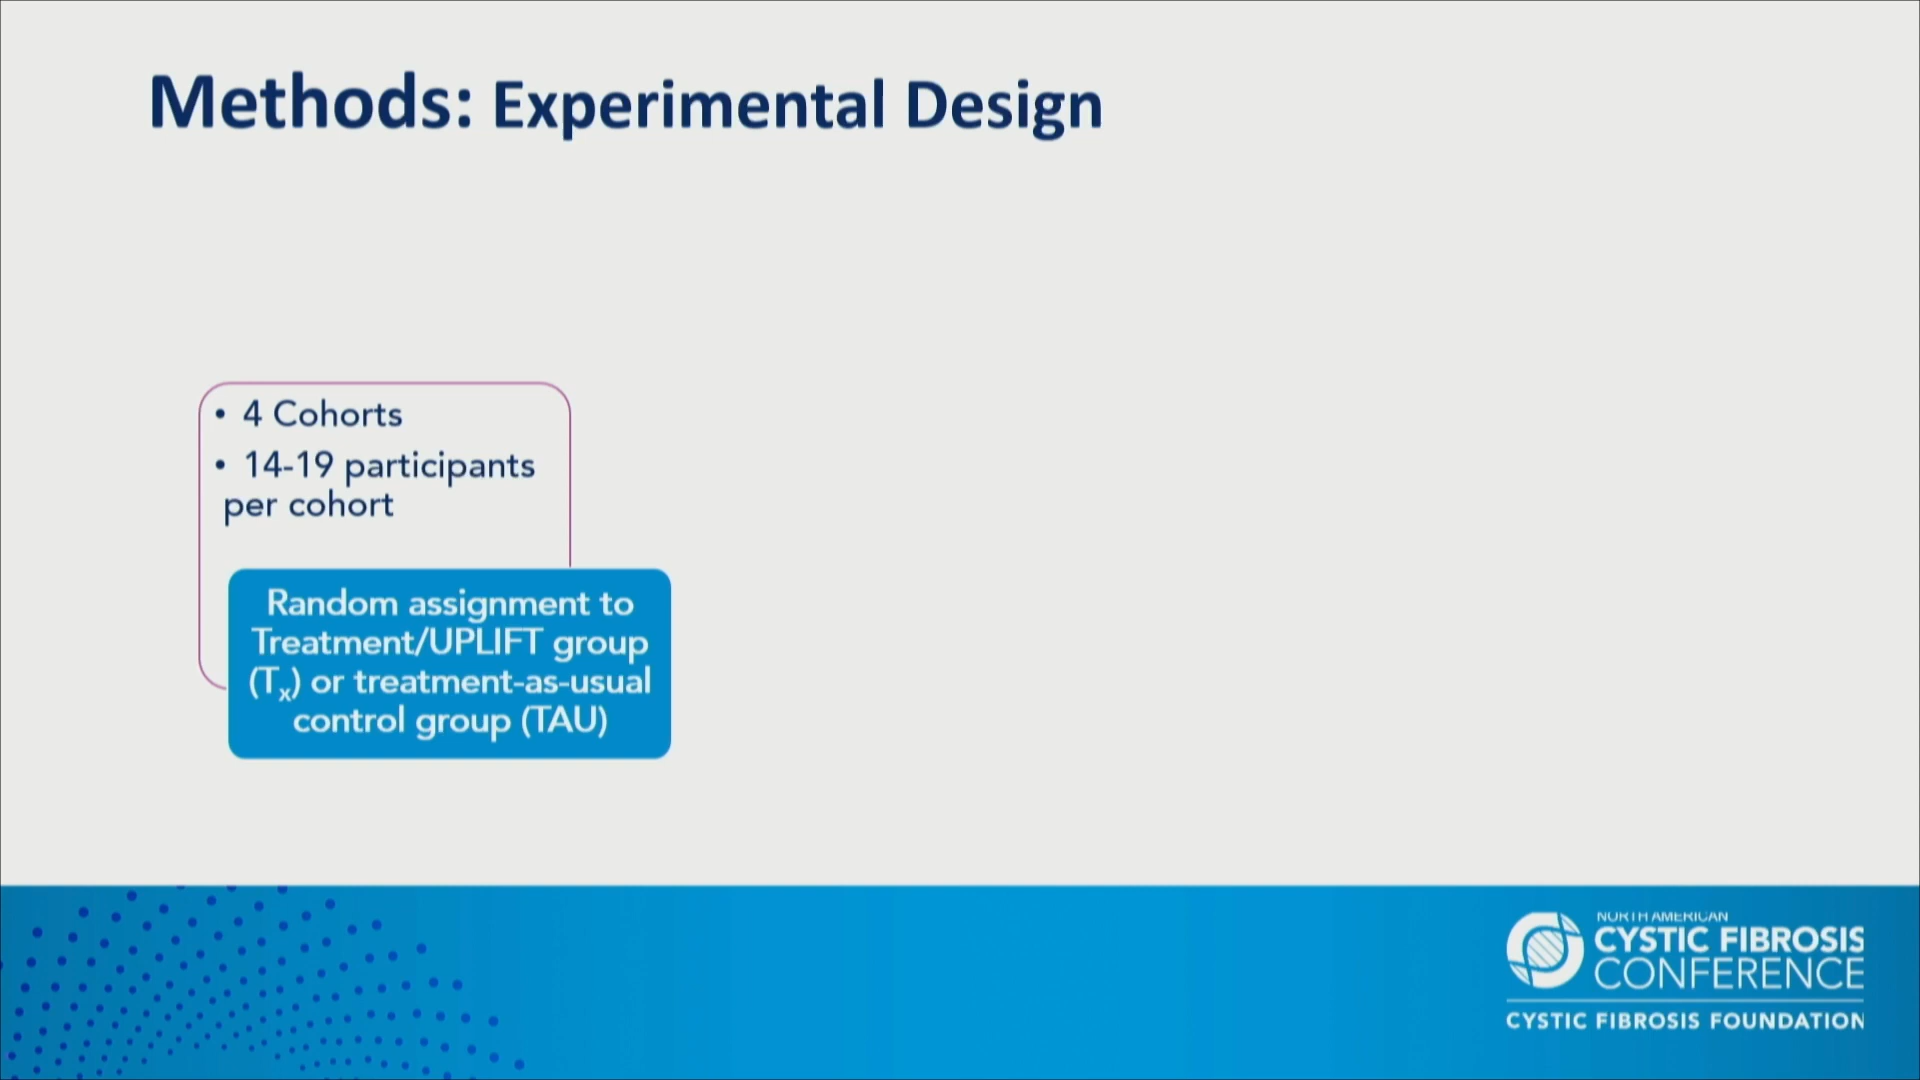 Methods: Experimental Design
• 4 Cohorts
• 14-19 participants
per cohort
Random assignment to
Treatment/UPLIFT group
(Tx) or treatment-as-usual
control group (TAU)
NORTH AMERICAN
CYSTIC FIBROSIS
CONFERENCE
CYSTIC FIBROSIS FOUNDATION